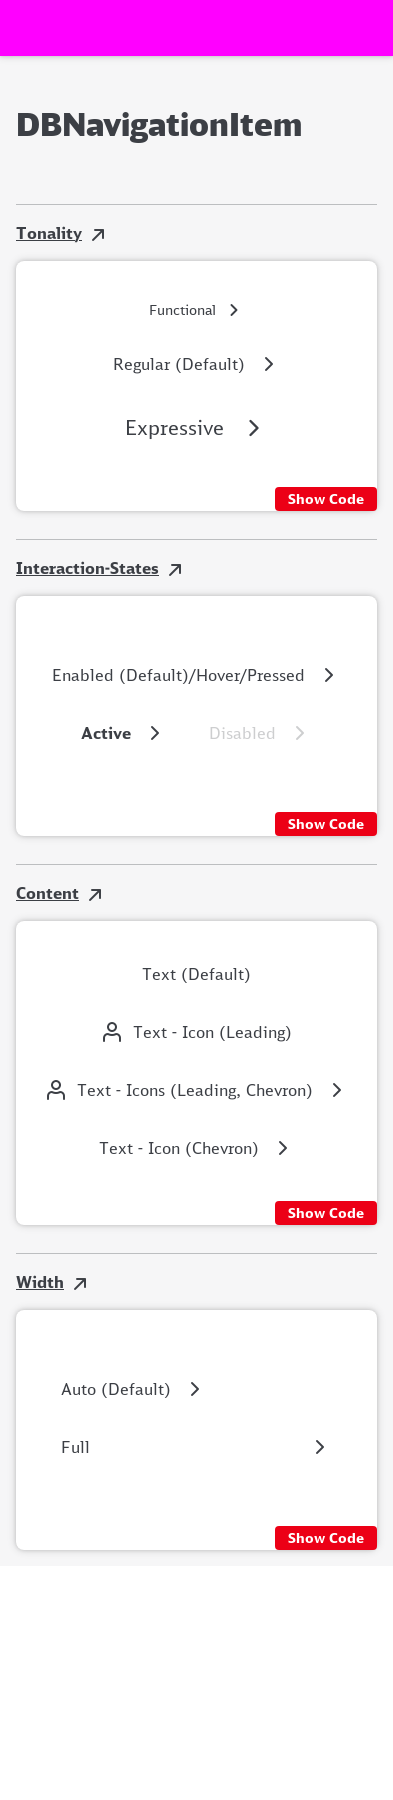 DBNavigationItem
Tonality
Functional
Regular (Default)
Expressive
Show Code
Interaction-States
Enabled (Default)/Hover/Pressed
Active Disabled
Show Code
Content
Text (Default)
Text - Icon (Leading)
Text - Icons (Leading, Chevron)
Text - Icon (Chevron)
Show Code
Width
Auto (Default)
Full
Show Code